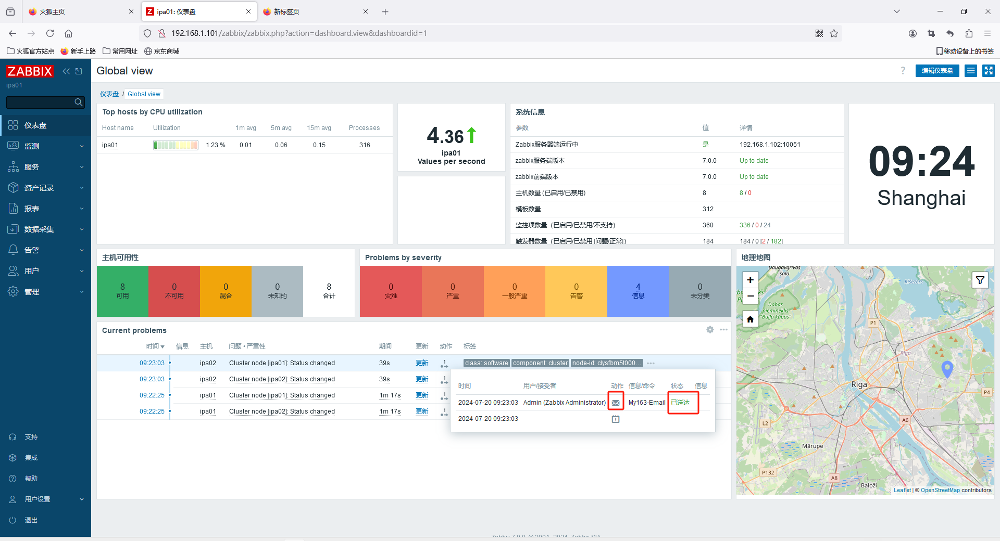 火狐主页
ipa01: 仪表盘
新标签页
192.168.1.101/zabbix/zabbix.php?action=dashboard.view&dashboardid=1
火狐官方站点
新手上路
常用网址
京东商城
移动设备上的书签
ZABBIX
ipa01
仪表盘
监测
服务
资产记录
报表
数据采集
告警
用户
管理
支持
集成
帮助
用户设置
退出
Global view
?
编辑仪表盘
仪表盘 / Global view
Top hosts by CPU utilization
Host name Utilization 1m avg 5m avg 15m avg Processes
ipa01 1.23 % 0.01 0.06 0.15 316
4.36
ipa01
Values per second
系统信息
参数 值 详情
Zabbix服务器端运行中 是 192.168.1.102:10051
zabbix服务端版本 7.0.0 Up to date
zabbix前端版本 7.0.0 Up to date
主机数量 (已启用/已禁用) 8 8 / 0
模板数量 312
监控项数量 (已启用/已禁用/不支持) 360 336 / 0 / 24
触发器数量 (已启用/已禁用 [问题/正常]) 184 184 / 0 [2 / 182]
09:24
Shanghai
主机可用性
8 可用
0 不可用
0 混合
0 未知的
8 合计
Problems by severity
0 灾难
0 严重
0 一般严重
0 告警
4 信息
0 未分类
Current problems
时间 信息 主机 问题 • 严重性 期间 更新 动作 标签
09:23:03 ipa02 Cluster node [ipa01]: Status changed 39s 更新 1 class: software component: cluster node-id: clysfbm5t000...
09:23:03 ipa02 Cluster node [ipa02]: Status changed 39s 更新 1
09:22:25 ipa01 Cluster node [ipa01]: Status changed 1m 17s 更新 1
09:22:25 ipa01 Cluster node [ipa02]: Status changed 1m 17s 更新 1
时间 用户/接受者 动作 信息/命令 状态 信息
2024-07-20 09:23:03 Admin (Zabbix Administrator) My163-Email 已送达
2024-07-20 09:23:03
地理地图
+
−
Daugavgrīvas
sala
Ķīšezers
Dabas
piemineklis
"Buļļu kāpas"
P1
Rīga
Rīga
P4
A6
L2
Mārupe
P132
A8
Baloži
Leaflet | © OpenStreetMap contributors
Zabbix 7.0.0. © 2001–2024, Zabbix SIA